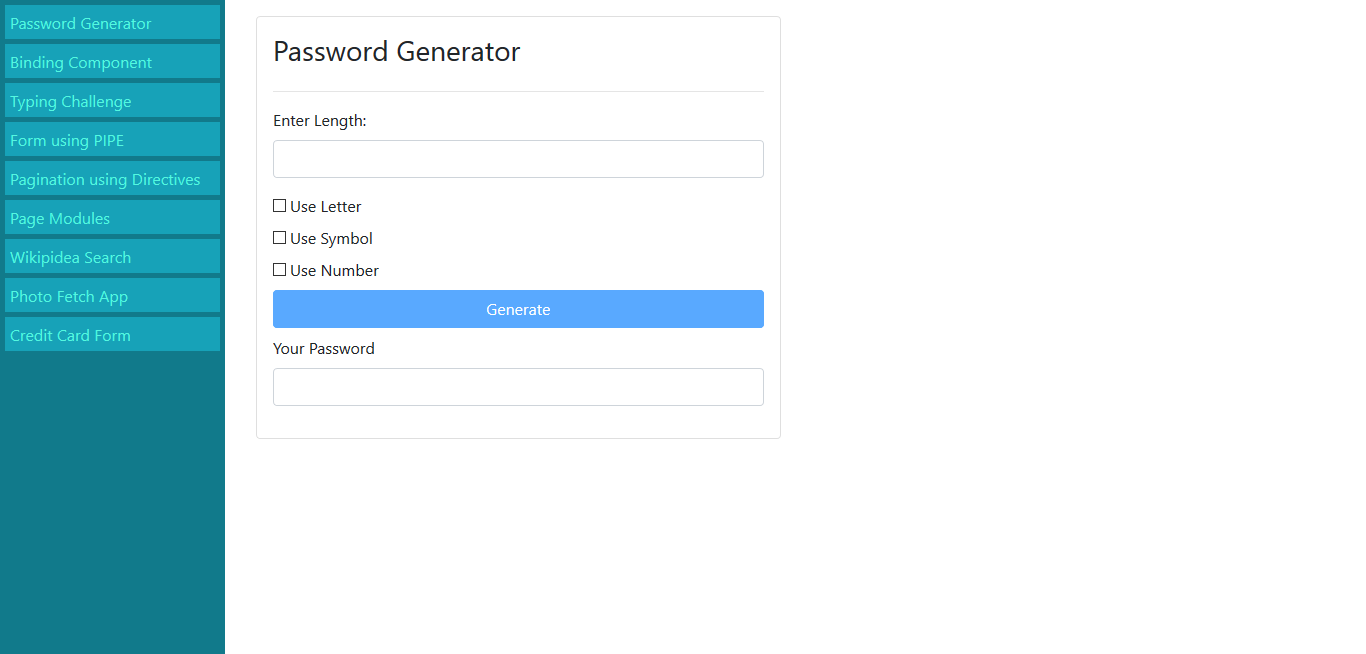 Password Generator
Binding Component
Typing Challenge
Form using PIPE
Pagination using Directives
Page Modules
Wikipidea Search
Photo Fetch App
Credit Card Form
Password Generator
Enter Length:
Use Letter
Use Symbol
Use Number
Generate
Your Password